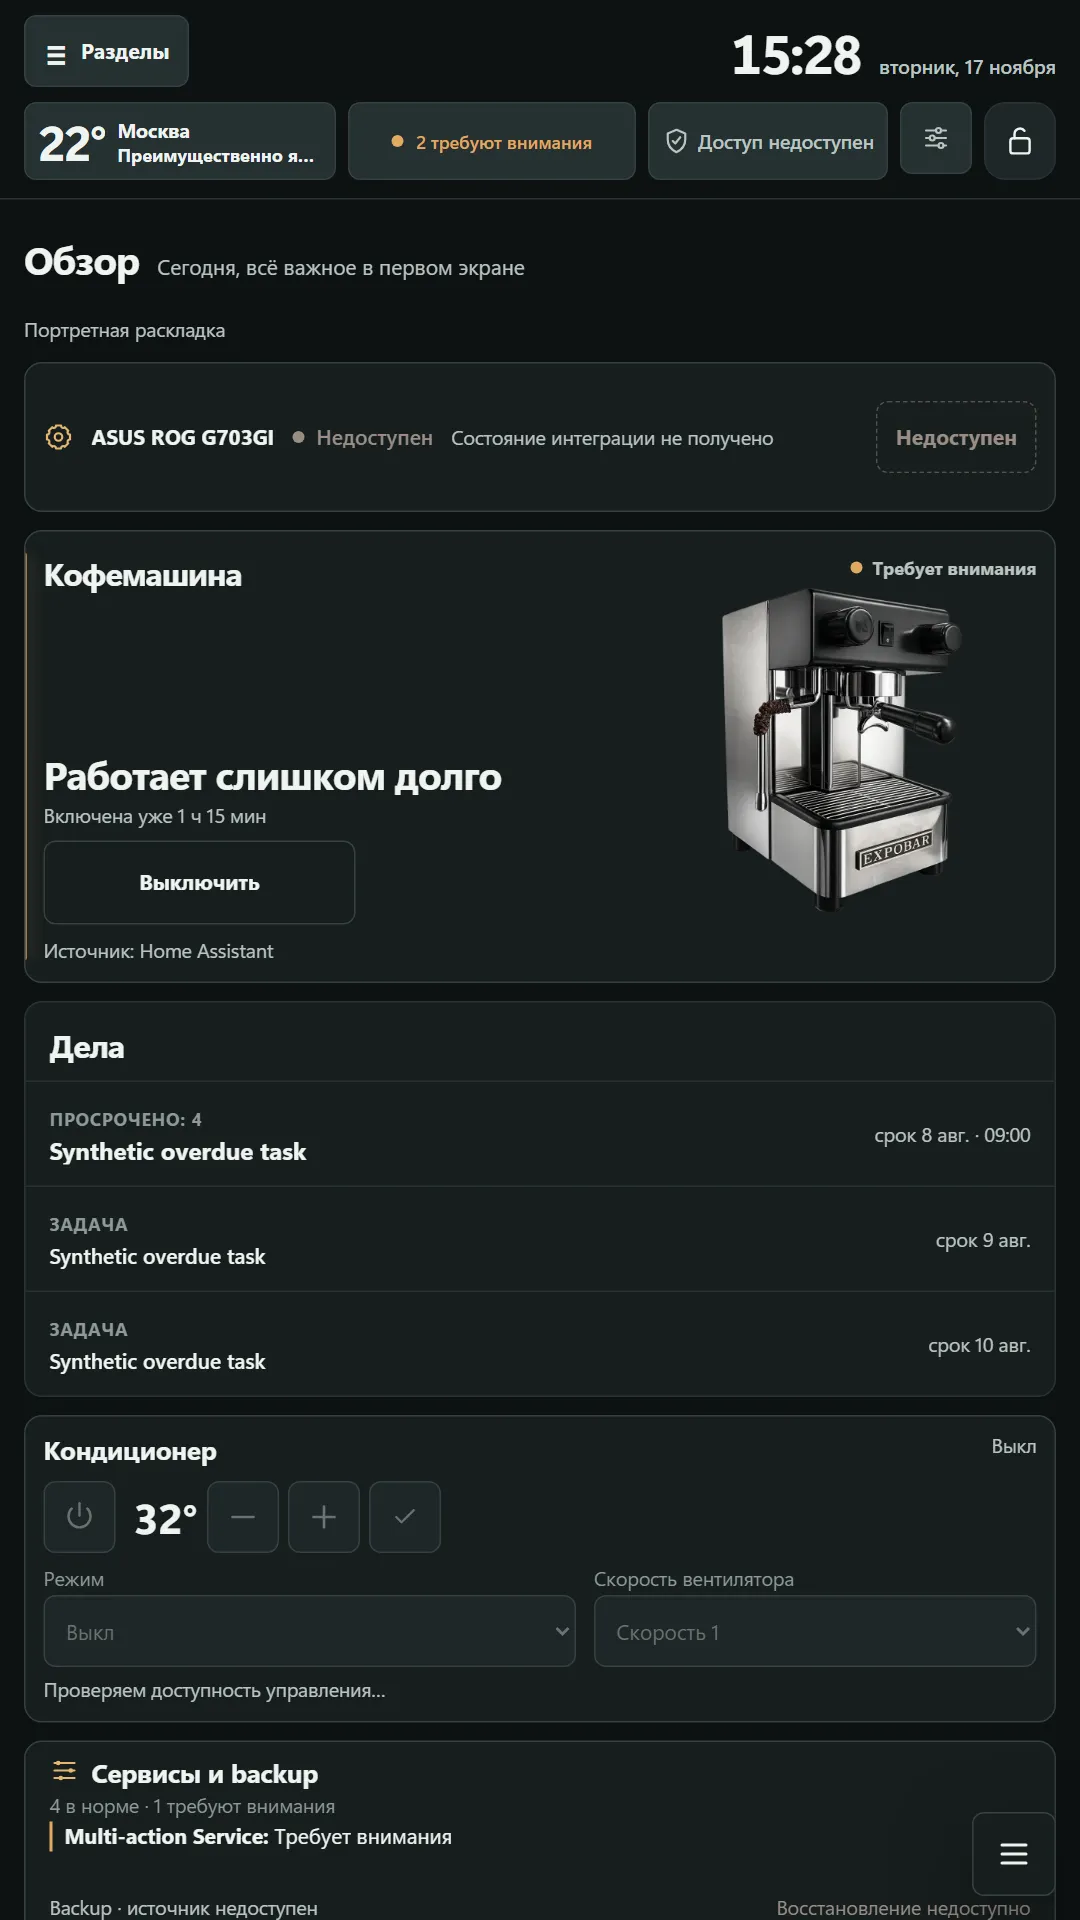 Разделы
15:28 вторник, 17 ноября
22° Москва
Преимущественно я...
2 требуют внимания
Доступ недоступен
Обзор Сегодня, всё важное в первом экране
Портретная раскладка
ASUS ROG G703GI Недоступен Состояние интеграции не получено Недоступен
Кофемашина
Требует внимания
EXPOBAR
Работает слишком долго
Включена уже 1 ч 15 мин
Выключить
Источник: Home Assistant
Дела
ПРОСРОЧЕНО: 4
Synthetic overdue task
срок 8 авг. · 09:00
ЗАДАЧА
Synthetic overdue task
срок 9 авг.
ЗАДАЧА
Synthetic overdue task
срок 10 авг.
Кондиционер
Выкл
32°
Режим
Скорость вентилятора
Выкл
Скорость 1
Проверяем доступность управления...
Сервисы и backup
4 в норме · 1 требуют внимания
Multi-action Service: Требует внимания
Backup · источник недоступен
Восстановление недоступно